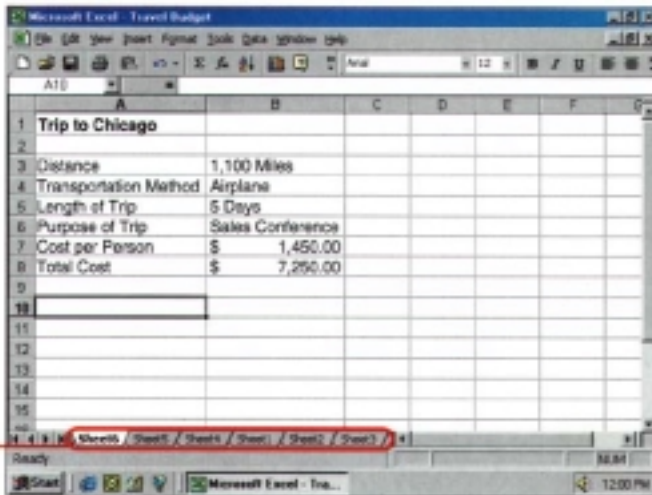 Microsoft Excel - Travel Budget
File Edit View Insert Format Tools Data Window Help
Arial 12 B I U
A10
A B C D E F G
1 Trip to Chicago
2
3 Distance 1,100 Miles
4 Transportation Method Airplane
5 Length of Trip 5 Days
6 Purpose of Trip Sales Conference
7 Cost per Person $ 1,450.00
8 Total Cost $ 7,250.00
9
10
11
12
13
14
15
Sheet6 Sheet5 Sheet4 Sheet1 Sheet2 Sheet3
Ready NUM
Start Microsoft Excel - Tra... 12:00 PM